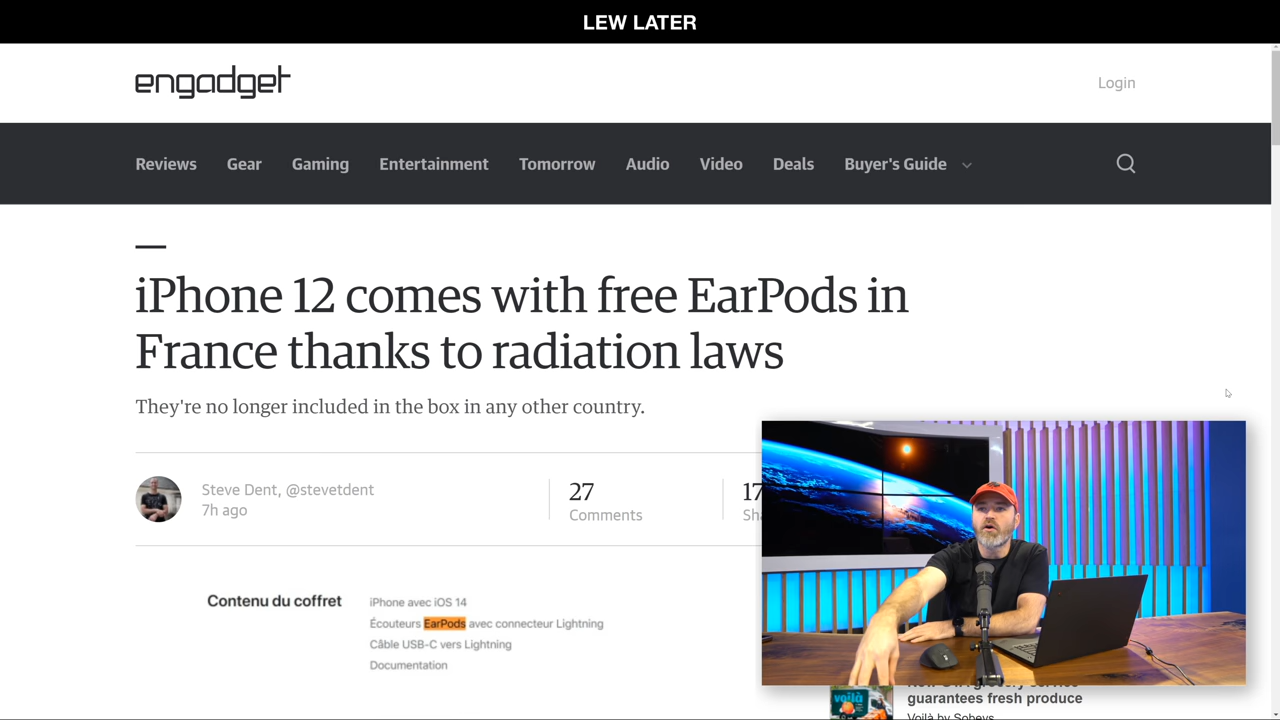 LEW LATER
engadget
Login
Reviews Gear Gaming Entertainment Tomorrow Audio Video Deals Buyer's Guide
iPhone 12 comes with free EarPods in
France thanks to radiation laws
They're no longer included in the box in any other country.
Steve Dent, @stevetdent
7h ago
27
Comments
17
Contenu du coffret
iPhone avec iOS 14
Écouteurs EarPods avec connecteur Lightning
Câble USB-C vers Lightning
Documentation
voilà
guarantees fresh produce
Voilà by Sobeys